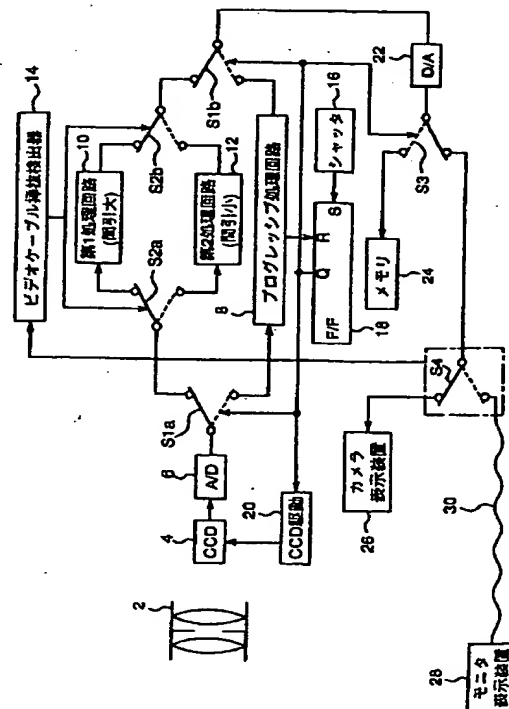 ビデオケーブル挿抜検出器
14
10
第1処理回路
(間引大)
S2a
S2b
12
第2処理回路
(間引小)
S1a
S1b
8
プログレッシブ処理回路
2
4
CCD
6
A/D
20
CCD駆動
16
シャッタ
S
R
Q
F/F
18
22
D/A
S3
24
メモリ
S4
26
カメラ
表示装置
30
28
モニタ
表示装置